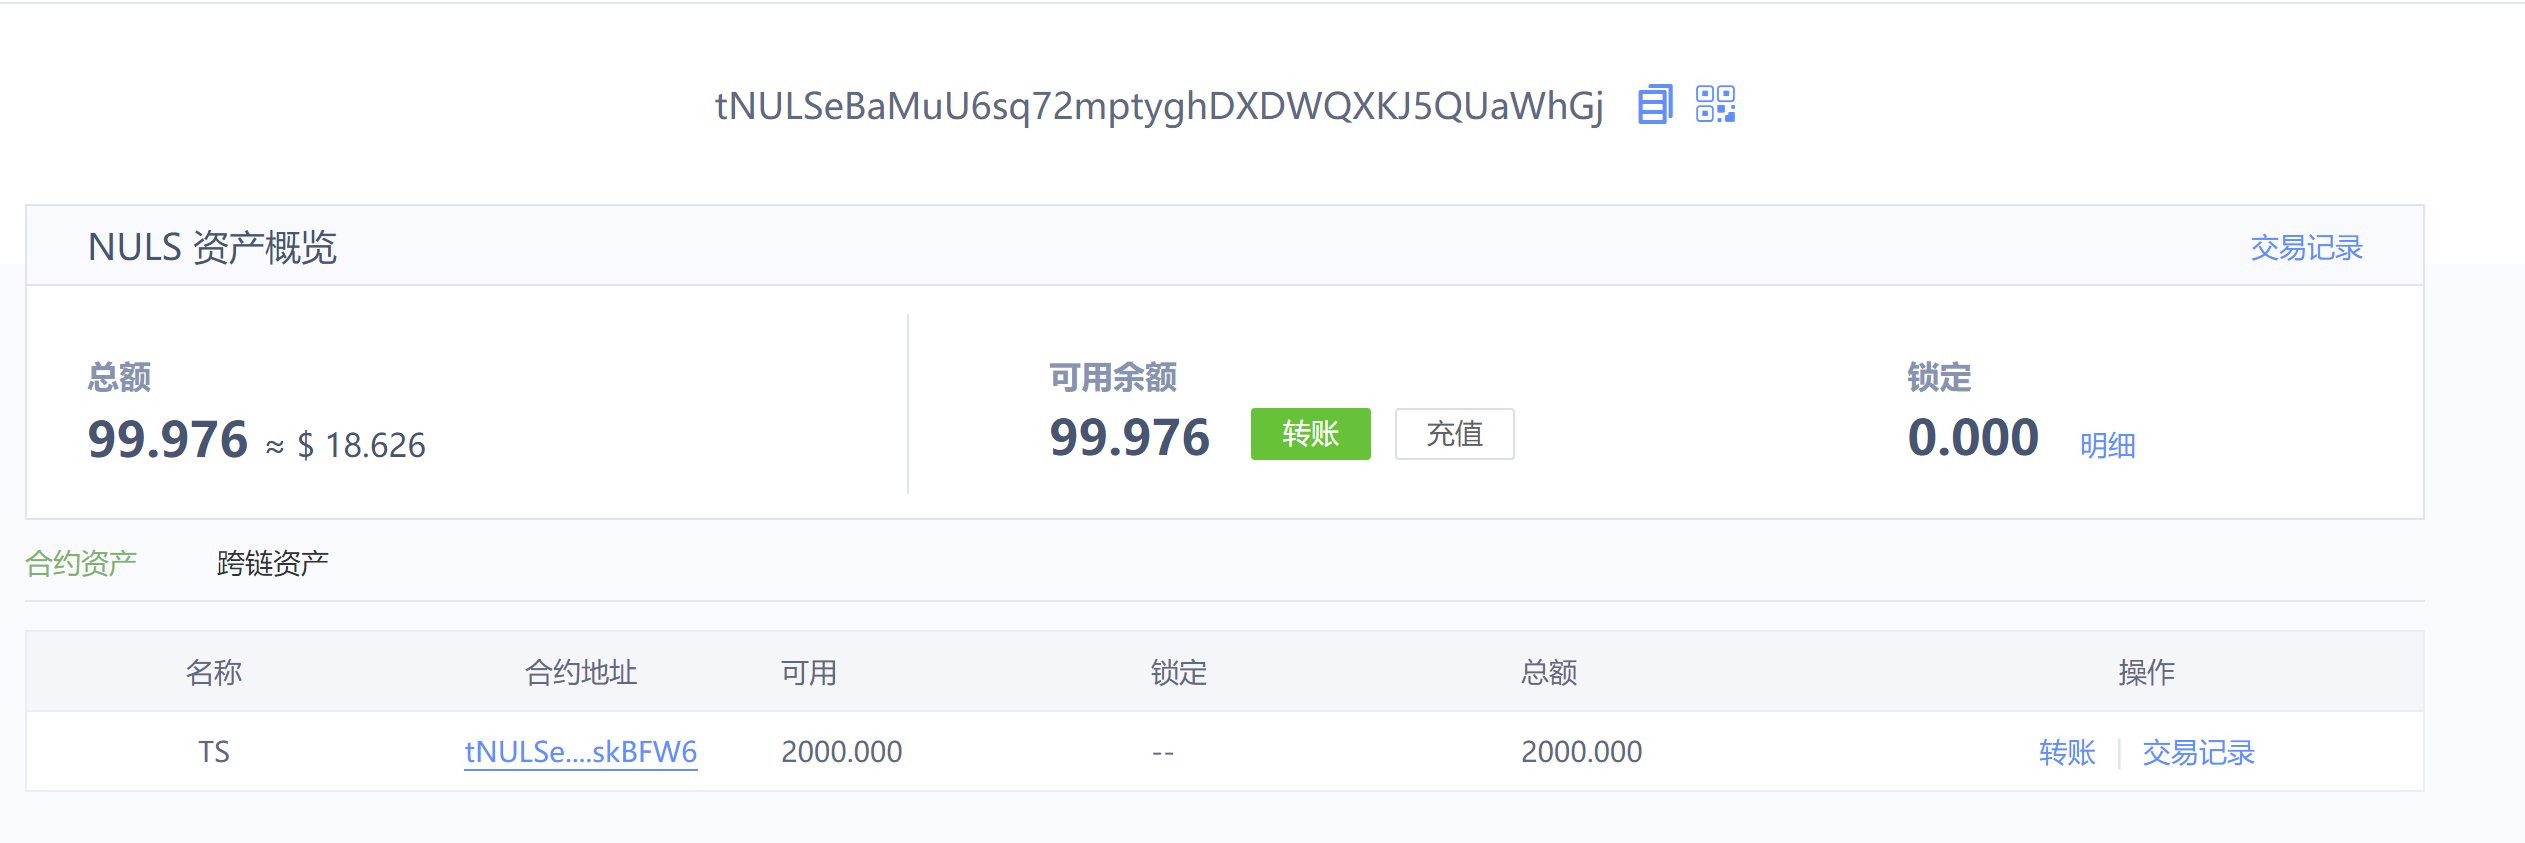 tNULSeBaMuU6sq72mptyghDXDWQXKJ5QUaWhGj
NULS 资产概览 交易记录
总额 可用余额 锁定
99.976 ≈ $ 18.626 99.976 转账 充值 0.000 明细
合约资产 跨链资产
名称 合约地址 可用 锁定 总额 操作
TS tNULSe....skBFW6 2000.000 -- 2000.000 转账 | 交易记录